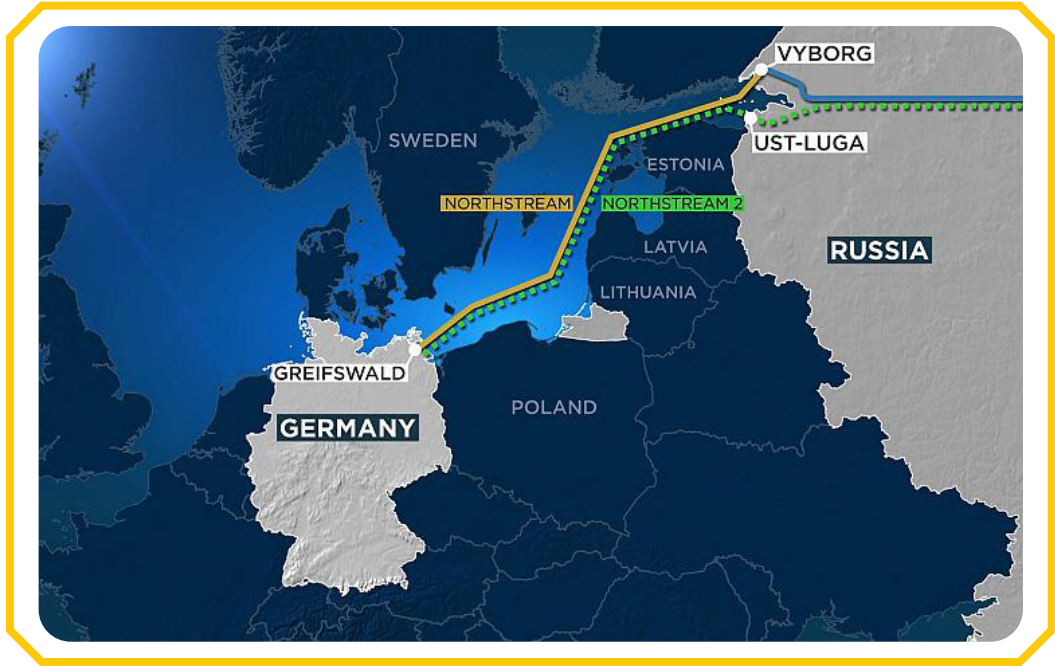 VYBORG
SWEDEN
UST-LUGA
ESTONIA
NORTHSTREAM
NORTHSTREAM 2
LATVIA
RUSSIA
LITHUANIA
GREIFSWALD
POLAND
GERMANY